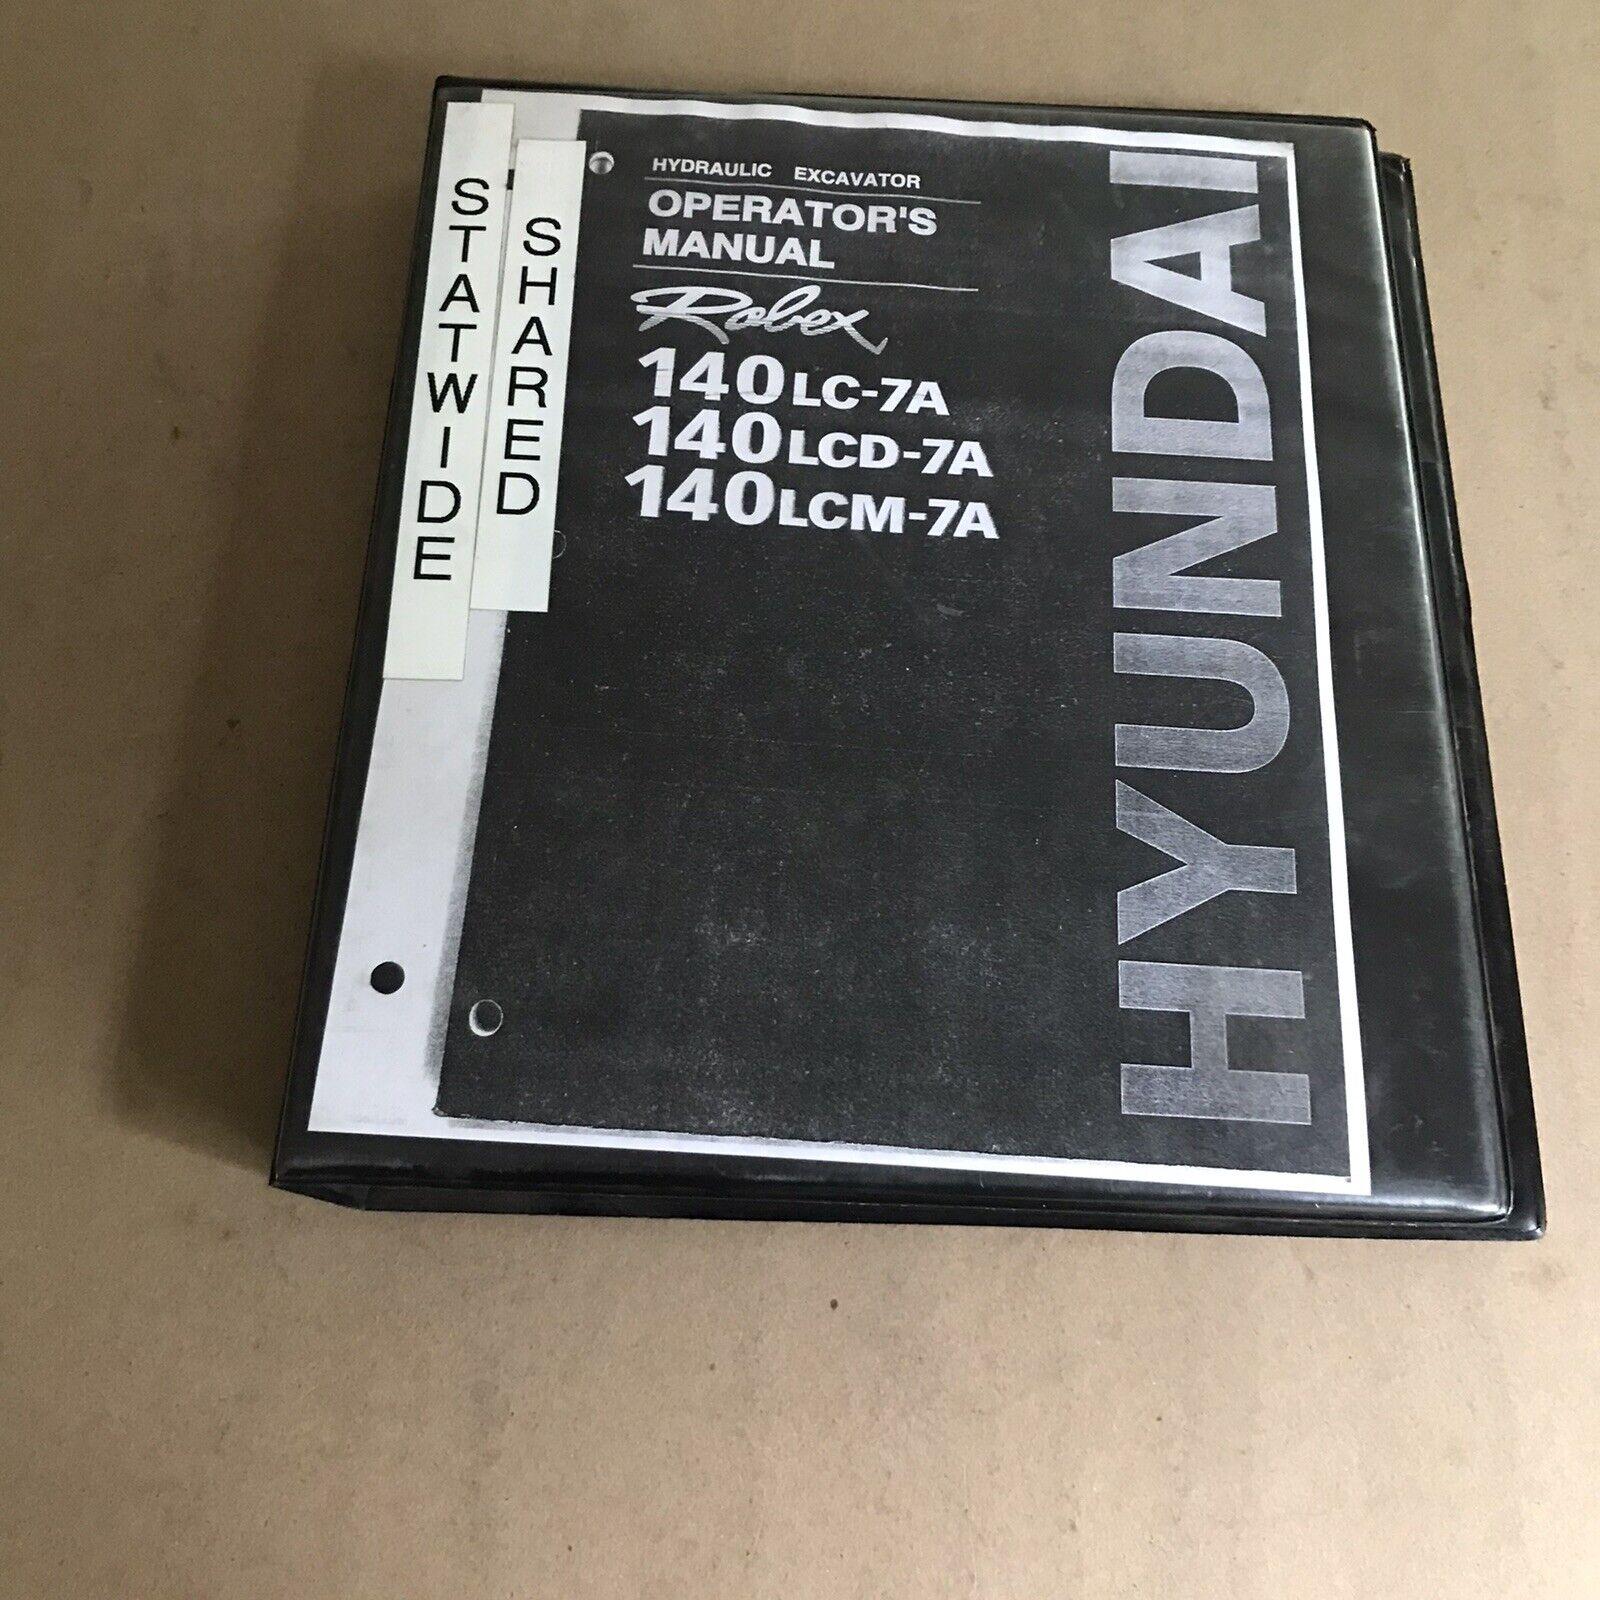 STATWIDE
SHARED
HYDRAULIC EXCAVATOR
OPERATOR'S
MANUAL
Robex
140LC-7A
140LCD-7A
140LCM-7A
HYUNDAI